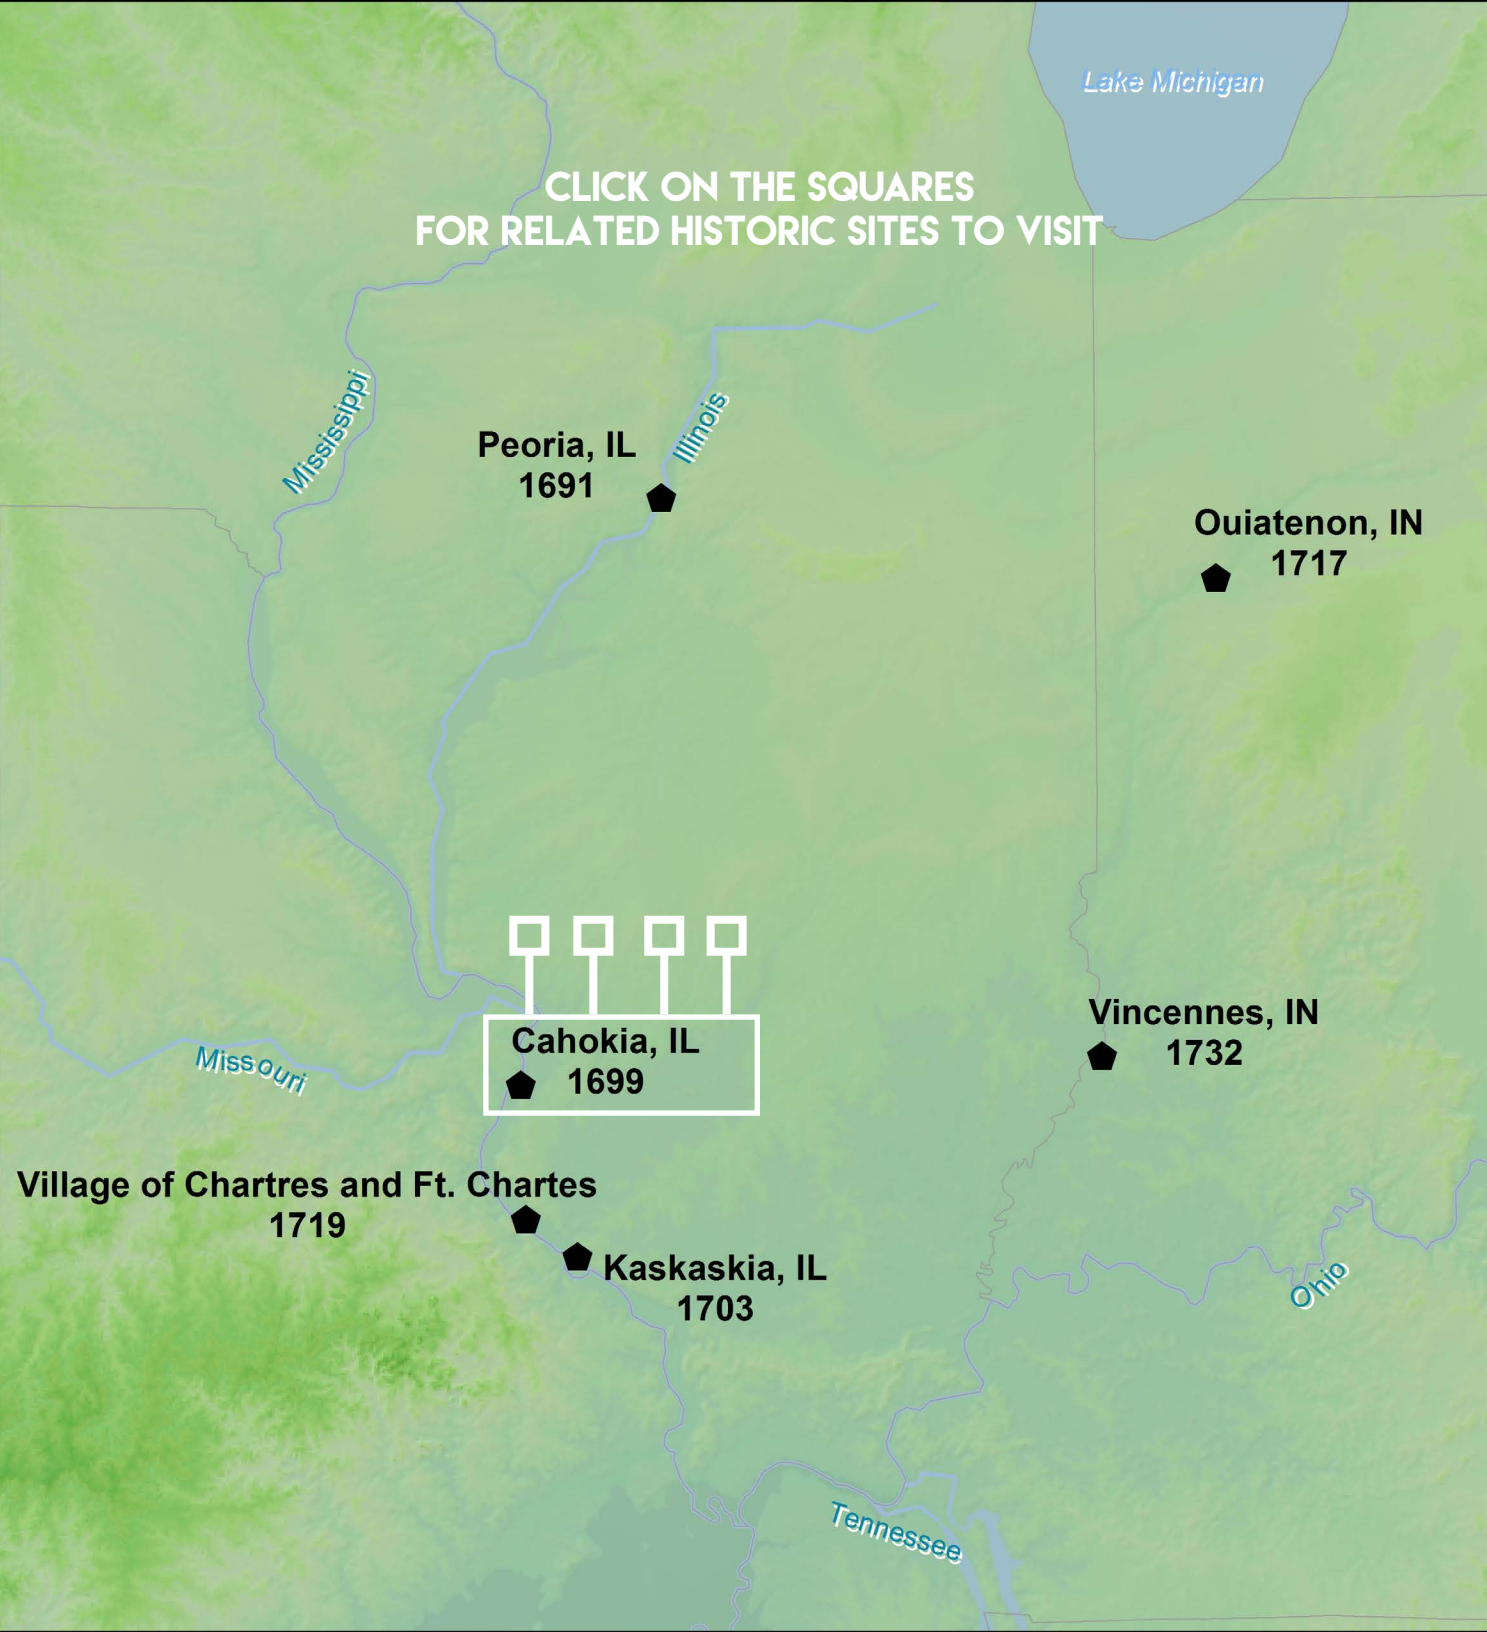 Lake Michigan
CLICK ON THE SQUARES
FOR RELATED HISTORIC SITES TO VISIT
Mississippi
Illinois
Peoria, IL
1691
Ouiatenon, IN
1717
Vincennes, IN
1732
Cahokia, IL
1699
Missouri
Village of Chartres and Ft. Chartes
1719
Kaskaskia, IL
1703
Ohio
Tennessee